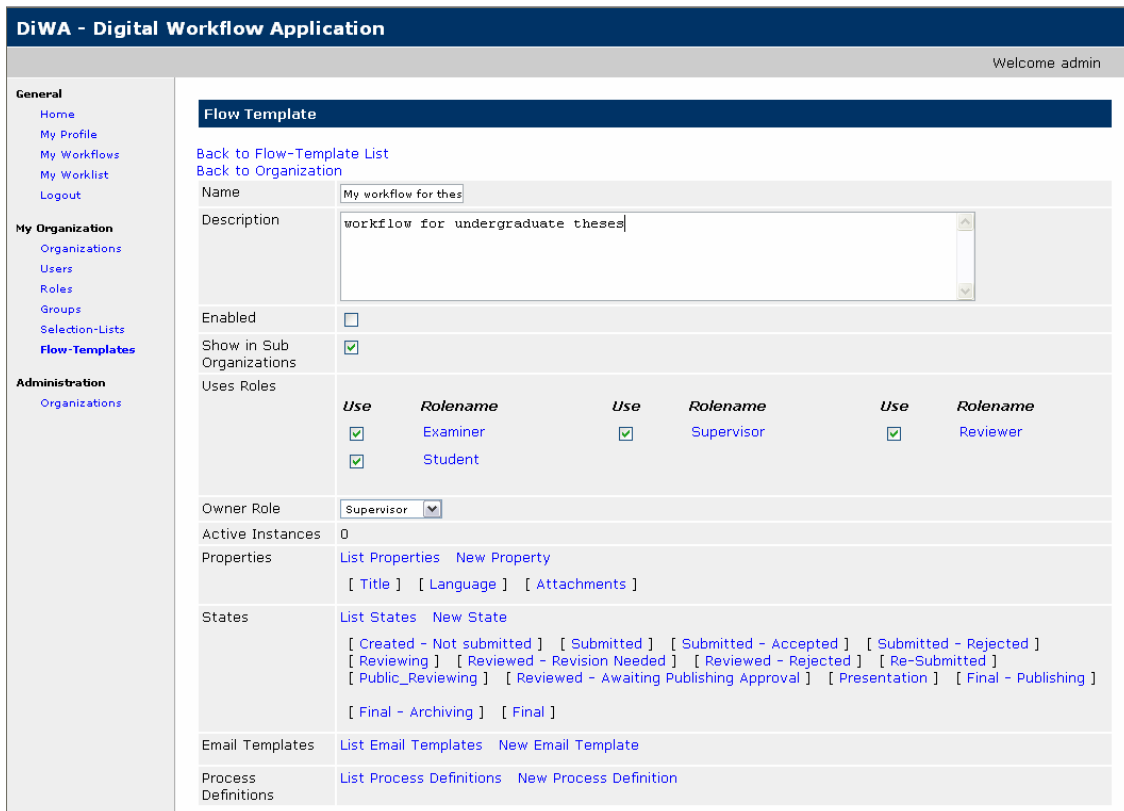 DiWA - Digital Workflow Application
Welcome admin
General
Home
My Profile
My Workflows
My Worklist
Logout
My Organization
Organizations
Users
Roles
Groups
Selection-Lists
Flow-Templates
Administration
Organizations
Flow Template
Back to Flow-Template List
Back to Organization
Name My workflow for thes
Description workflow for undergraduate theses
Enabled
Show in Sub
Organizations
Uses Roles
Use Rolename Use Rolename Use Rolename
Examiner Supervisor Reviewer
Student
Owner Role Supervisor
Active Instances 0
Properties List Properties New Property
[ Title ] [ Language ] [ Attachments ]
States List States New State
[ Created - Not submitted ] [ Submitted ] [ Submitted - Accepted ] [ Submitted - Rejected ]
[ Reviewing ] [ Reviewed - Revision Needed ] [ Reviewed - Rejected ] [ Re-Submitted ]
[ Public_Reviewing ] [ Reviewed - Awaiting Publishing Approval ] [ Presentation ] [ Final - Publishing ]
[ Final - Archiving ] [ Final ]
Email Templates List Email Templates New Email Template
Process
Definitions
List Process Definitions New Process Definition